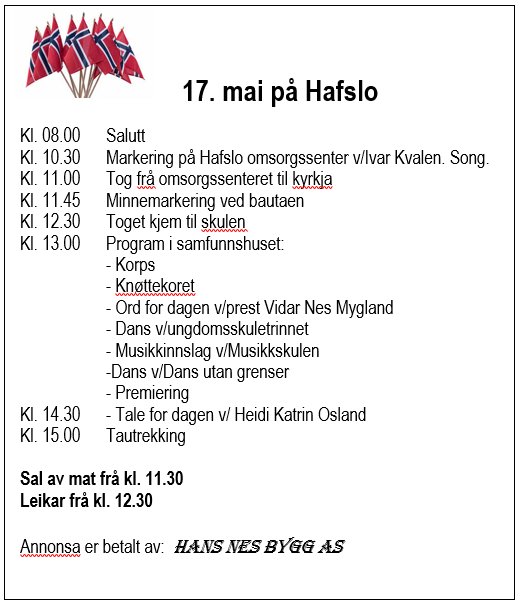 17. mai på Hafslo
Kl. 08.00 Salutt
Kl. 10.30 Markering på Hafslo omsorgssenter v/Ivar Kvalen. Song.
Kl. 11.00 Tog frå omsorgssenteret til kyrkja
Kl. 11.45 Minnemarkering ved bautaen
Kl. 12.30 Toget kjem til skulen
Kl. 13.00 Program i samfunnshuset:
- Korps
- Knøttekoret
- Ord for dagen v/prest Vidar Nes Mygland
- Dans v/ungdomsskuletrinnet
- Musikkinnslag v/Musikkskulen
-Dans v/Dans utan grenser
- Premiering
Kl. 14.30 - Tale for dagen v/ Heidi Katrin Osland
Kl. 15.00 Tautrekking
Sal av mat frå kl. 11.30
Leikar frå kl. 12.30
Annonsa er betalt av: HANS NES BYGG AS